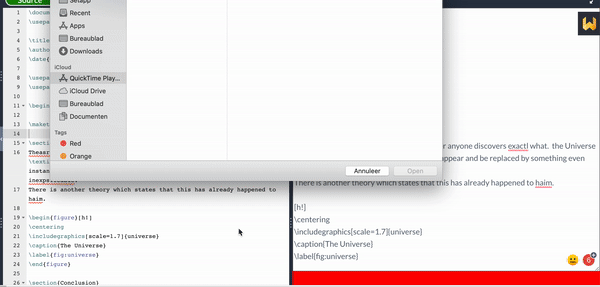 Source
Setapp
Recent
Apps
Bureaublad
Downloads
iCloud
QuickTime Play...
iCloud Drive
Bureaublad
Documenten
Tags
Red
Orange
Annuleer
Open
1 \docum
2 \usepa
3
4 \title
5 \autho
6 \date{
7
8 \usepa
9 \usepa
10
11 \begin
12
13 \maket
14
15 \secti
16 Theasr
\texti
instan
17 There is another theory which states that this has already happened to
haim.
18
19 \begin{figure}[h!]
20 \centering
21 \includegraphics[scale=1.7]{universe}
22 \caption{The Universe}
23 \label{fig:universe}
24 \end{figure}
25
26 \section{Conclusion}
r anyone discovers exactl what. the Universe
ppear and be replaced by something even
There is another theory which states that this has already happened to haim.
[h!]
\centering
\includegraphics[scale=1.7]{universe}
\caption{The Universe}
\label{fig:universe}